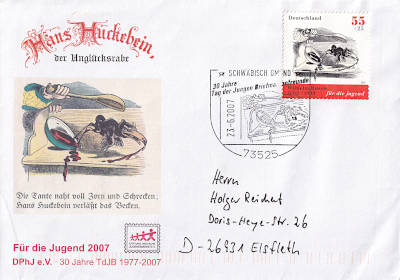 Hans Huckebein,
der Unglücksrabe
Die Tante naht voll Zorn und Schrecken;
Hans Huckebein verläßt das Becken.
Für die Jugend 2007
DPhJ e.V. - 30 Jahre TdJB 1977-2007
Deutschland
55
+25
für die jugend
SCHWÄBISCH GMÜND
30 Jahre
Tag der Jungen Briefmarkenfreunde
23-6.2007
73525
Herrn
Holger Reichert
Doris-Heye-Str. 26
D-26931 Elsfleth